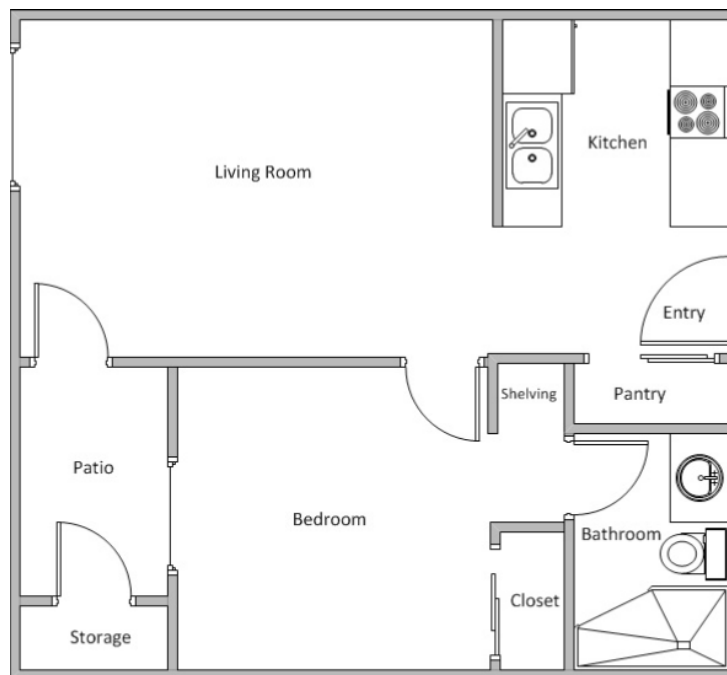 Kitchen
Living Room
Entry
Shelving
Pantry
Patio
Bedroom
Bathroom
Closet
Storage